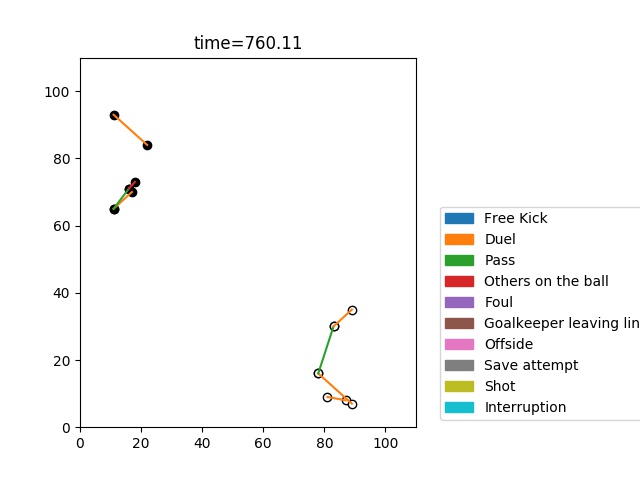 time=760.11
100
80
60
40
20
0
0 20 40 60 80 100
Free Kick
Duel
Pass
Others on the ball
Foul
Goalkeeper leaving lin
Offside
Save attempt
Shot
Interruption